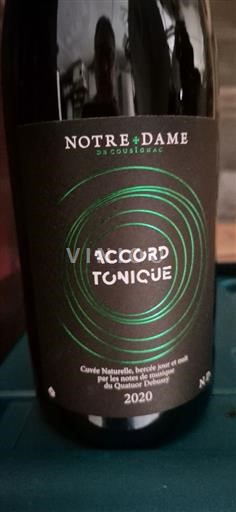 NOTRE DAME
DE COUSIGNAC
ACCORD
TONIQUE
Cuvée Naturelle, bercée jour et nuit
par les notes de musique
du Quatuor Debussy
2020